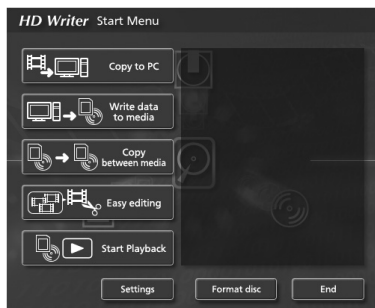 HD Writer Start Menu
Copy to PC
Write data
to media
Copy
between media
Easy editing
Start Playback
Settings
Format disc
End